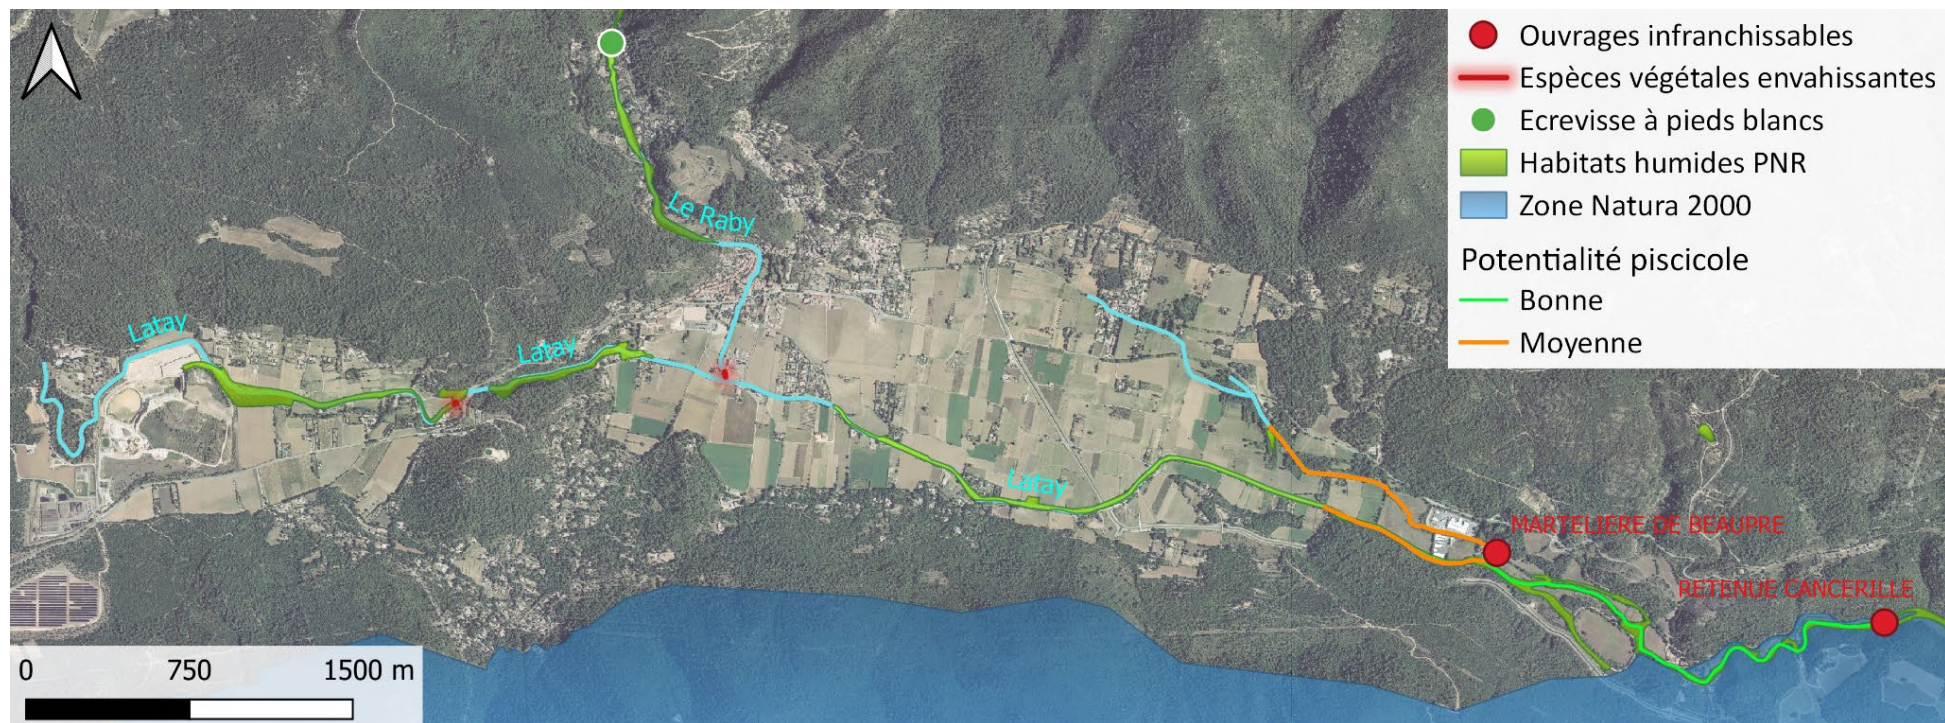 Ouvrages infranchissables
Espèces végétales envahissantes
Ecrevisse à pieds blancs
Habitats humides PNR
Zone Natura 2000
Potentialité piscicole
Bonne
Moyenne
Le Raby
Latay
Latay
Latay
MARTELIERE DE BEAUPRE
RETENUE CANCERILLE
0 750 1500 m